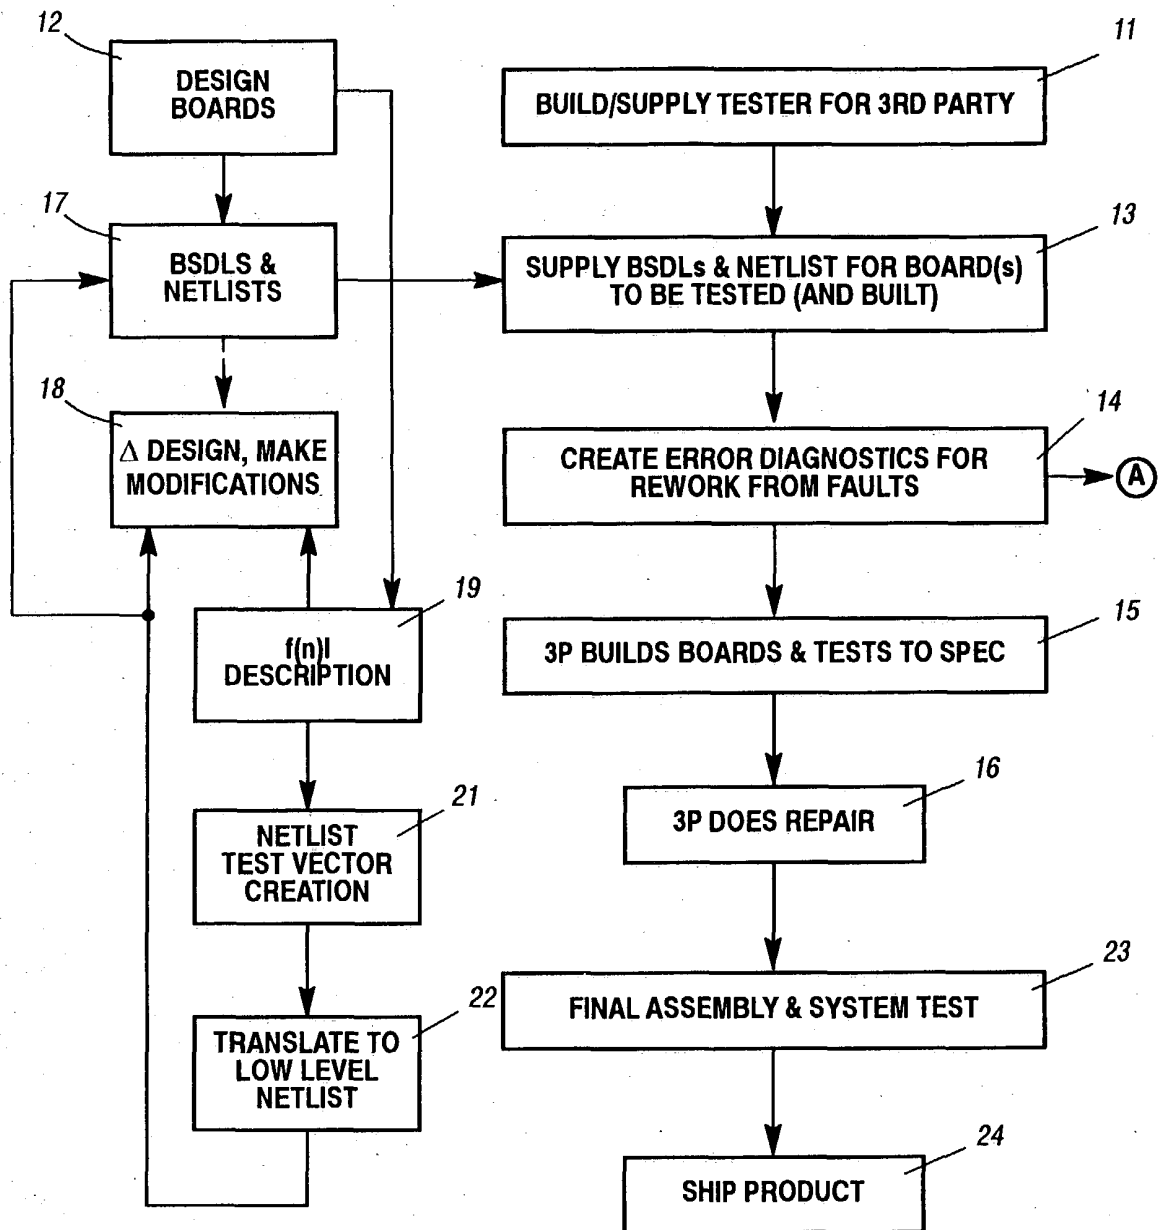 12
DESIGN
BOARDS
11
BUILD/SUPPLY TESTER FOR 3RD PARTY
17
BSDLS &
NETLISTS
13
SUPPLY BSDLs & NETLIST FOR BOARD(s)
TO BE TESTED (AND BUILT)
18
Δ DESIGN, MAKE
MODIFICATIONS
14
CREATE ERROR DIAGNOSTICS FOR
REWORK FROM FAULTS
A
19
f(n)l
DESCRIPTION
15
3P BUILDS BOARDS & TESTS TO SPEC
21
NETLIST
TEST VECTOR
CREATION
16
3P DOES REPAIR
22
TRANSLATE TO
LOW LEVEL
NETLIST
23
FINAL ASSEMBLY & SYSTEM TEST
24
SHIP PRODUCT